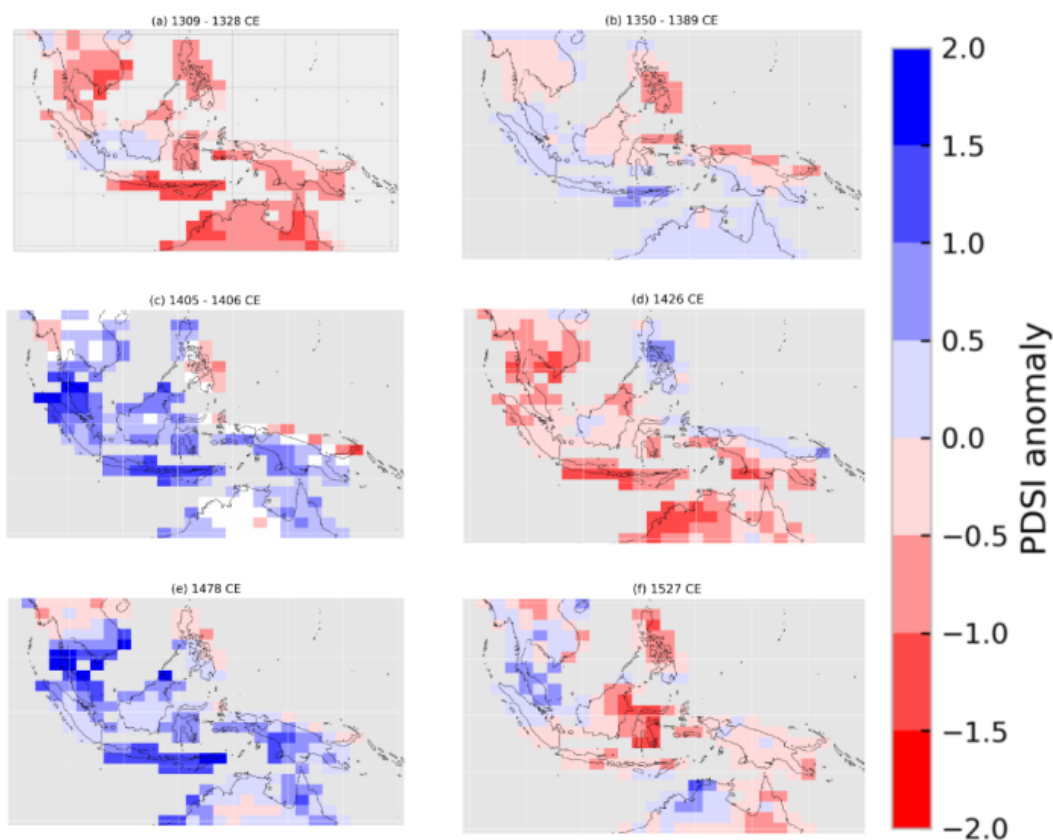 (a) 1309 - 1328 CE
(b) 1350 - 1389 CE
(c) 1405 - 1406 CE
(d) 1426 CE
(e) 1478 CE
(f) 1527 CE
2.0
1.5
1.0
0.5
0.0
−0.5
−1.0
−1.5
−2.0
PDSI anomaly